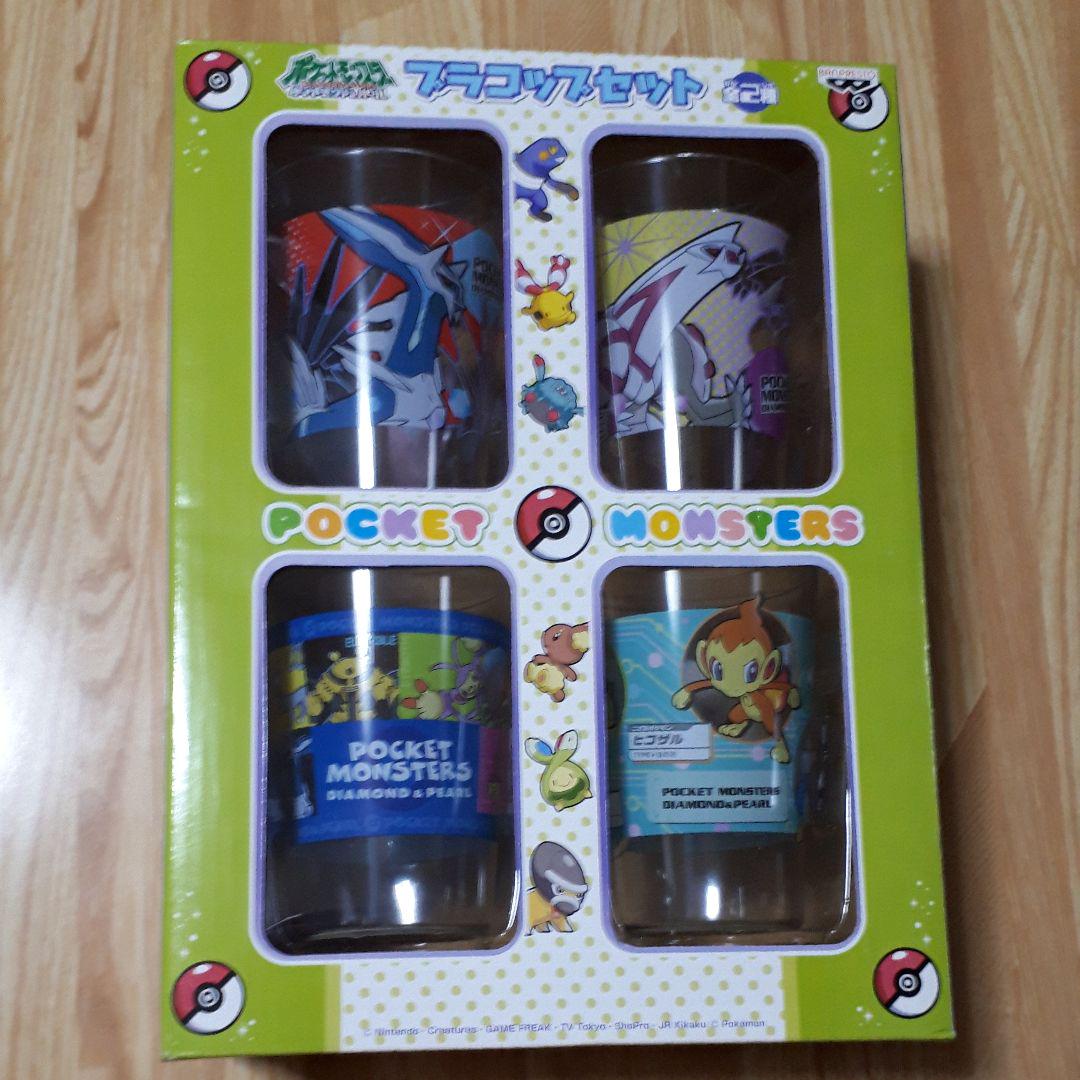 ポケットモンスター
プラコップセット
全2種
BANPRESTO
POCKET
MONSTERS
DIAMOND & PEARL
ヒコザル
POCKET MONSTERS
DIAMOND&PEARL
POCKET MONSTERS
© Nintendo・Creatures・GAME FREAK・TV Tokyo・ShoPro・JR Kikaku © Pokémon